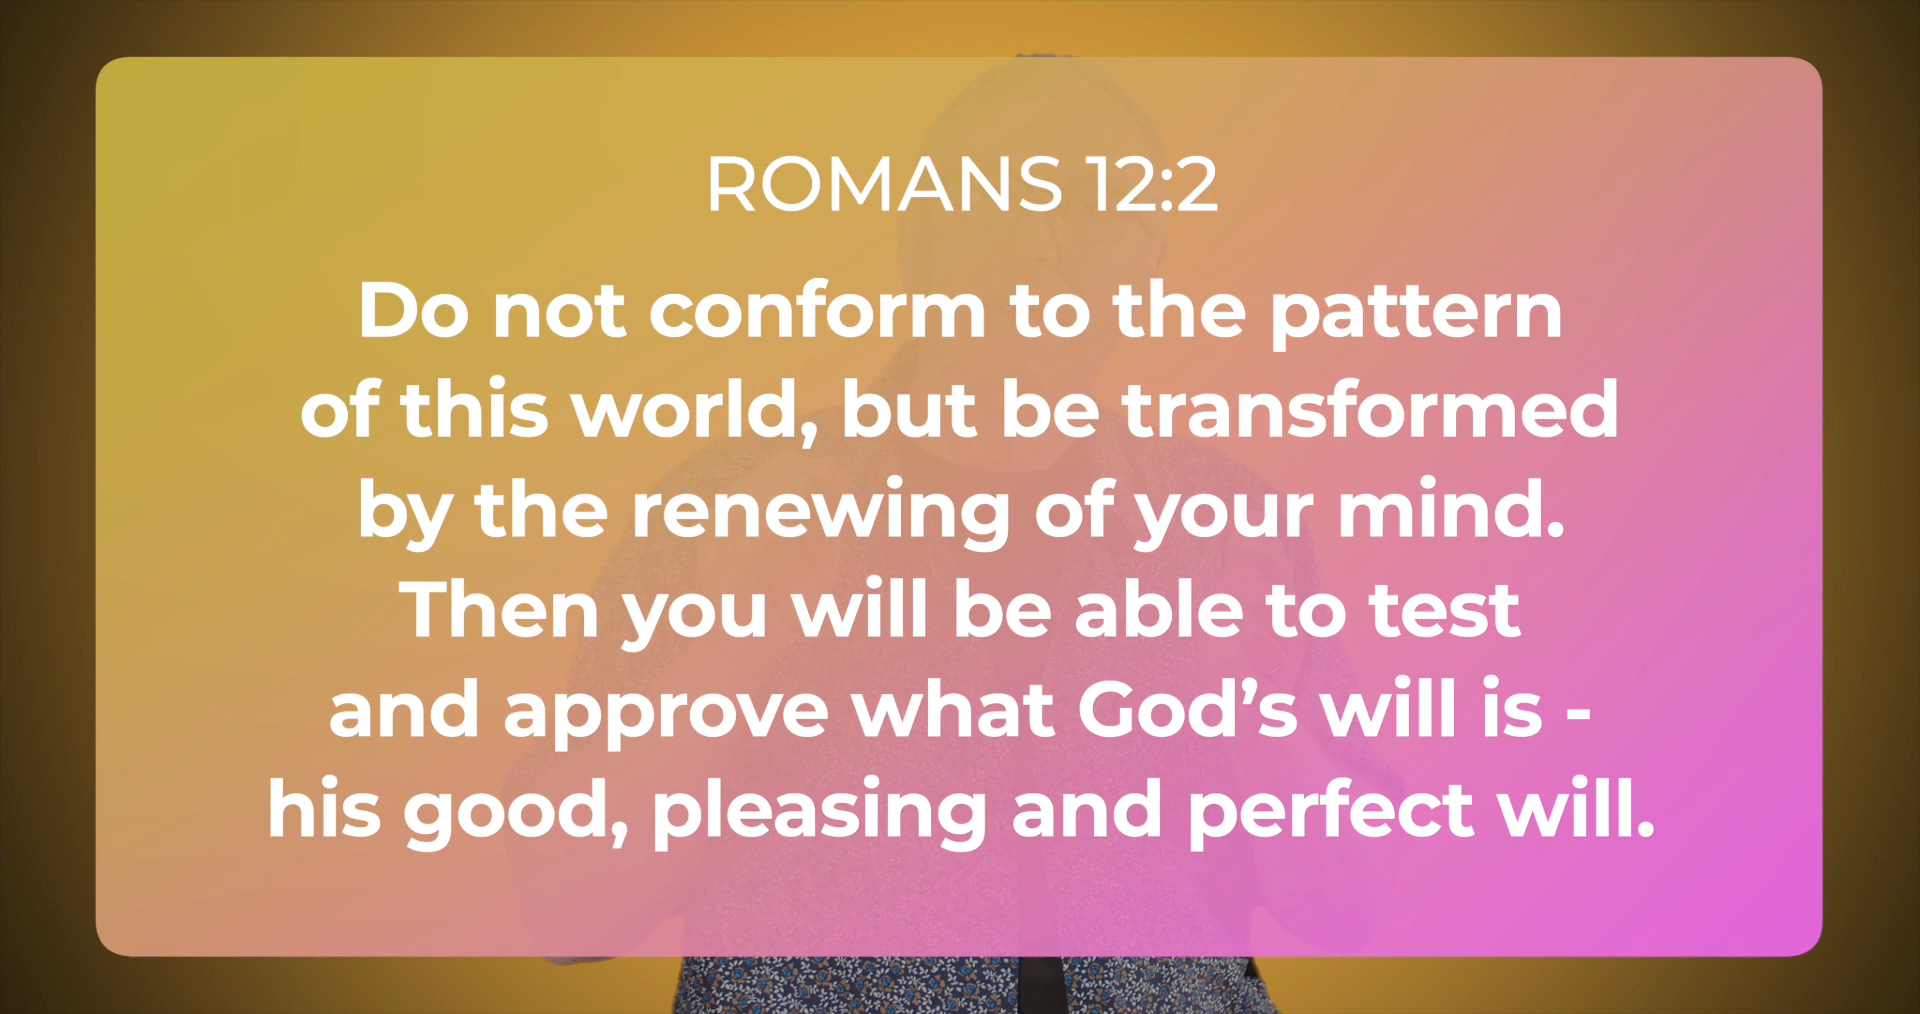 ROMANS 12:2
Do not conform to the pattern
of this world, but be transformed
by the renewing of your mind.
Then you will be able to test
and approve what God’s will is -
his good, pleasing and perfect will.